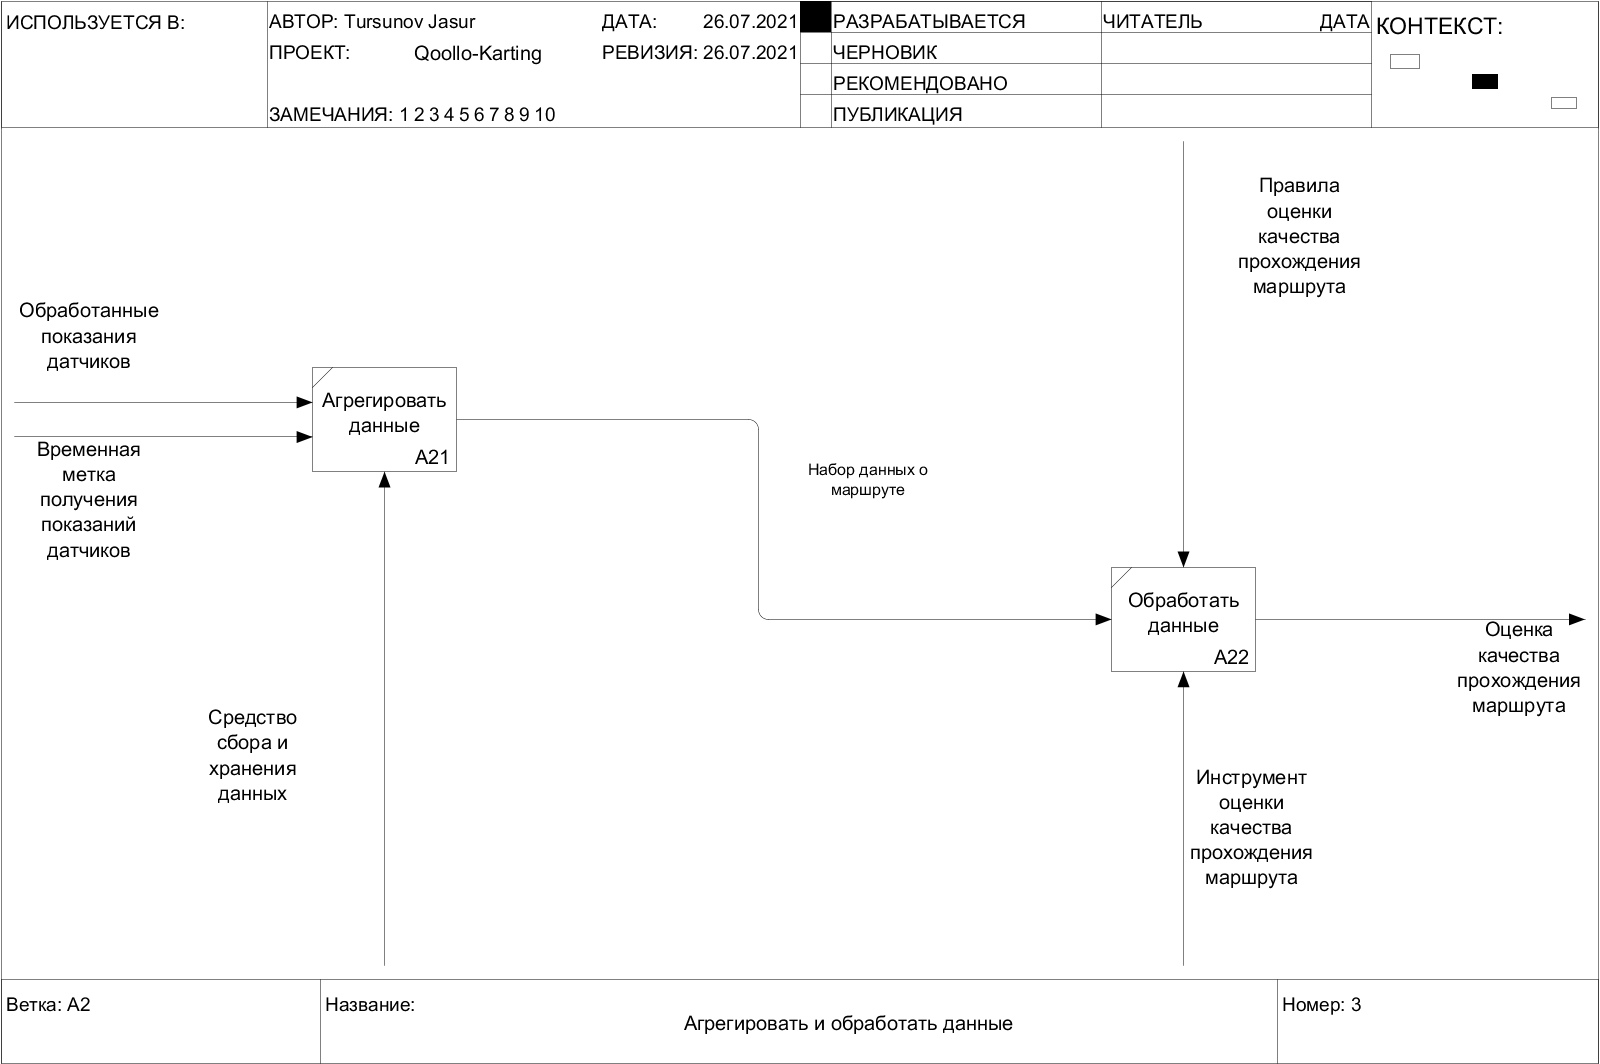 ИСПОЛЬЗУЕТСЯ В:
АВТОР: Tursunov Jasur
ДАТА: 26.07.2021
ПРОЕКТ: Qoollo-Karting
РЕВИЗИЯ: 26.07.2021
ЗАМЕЧАНИЯ: 1 2 3 4 5 6 7 8 9 10
РАЗРАБАТЫВАЕТСЯ
ЧЕРНОВИК
РЕКОМЕНДОВАНО
ПУБЛИКАЦИЯ
ЧИТАТЕЛЬ
ДАТА
КОНТЕКСТ:
Правила
оценки
качества
прохождения
маршрута
Обработанные
показания
датчиков
Временная
метка
получения
показаний
датчиков
Агрегировать
данные
A21
Набор данных о
маршруте
Обработать
данные
A22
Оценка
качества
прохождения
маршрута
Средство
сбора и
хранения
данных
Инструмент
оценки
качества
прохождения
маршрута
Ветка: A2
Название:
Агрегировать и обработать данные
Номер: 3